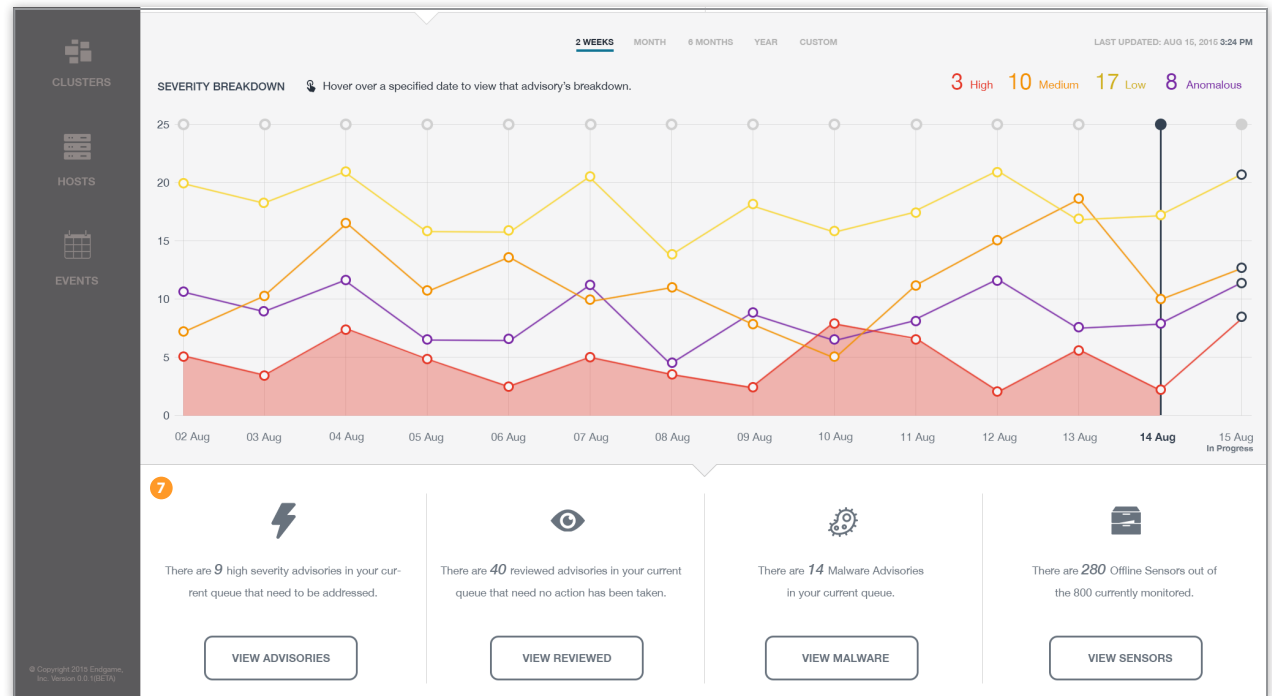 CLUSTERS
HOSTS
EVENTS
© Copyright 2015 Endgame,
Inc. Version 0.0.1(BETA)
2 WEEKS MONTH 6 MONTHS YEAR CUSTOM
LAST UPDATED: AUG 15, 2015 3:24 PM
SEVERITY BREAKDOWN Hover over a specified date to view that advisory's breakdown.
3 High 10 Medium 17 Low 8 Anomalous
25
20
15
10
5
0
02 Aug 03 Aug 04 Aug 05 Aug 06 Aug 07 Aug 08 Aug 09 Aug 10 Aug 11 Aug 12 Aug 13 Aug 14 Aug 15 Aug
In Progress
7
There are 9 high severity advisories in your cur-
rent queue that need to be addressed.
VIEW ADVISORIES
There are 40 reviewed advisories in your current
queue that need no action has been taken.
VIEW REVIEWED
There are 14 Malware Advisories
in your current queue.
VIEW MALWARE
There are 280 Offline Sensors out of
the 800 currently monitored.
VIEW SENSORS